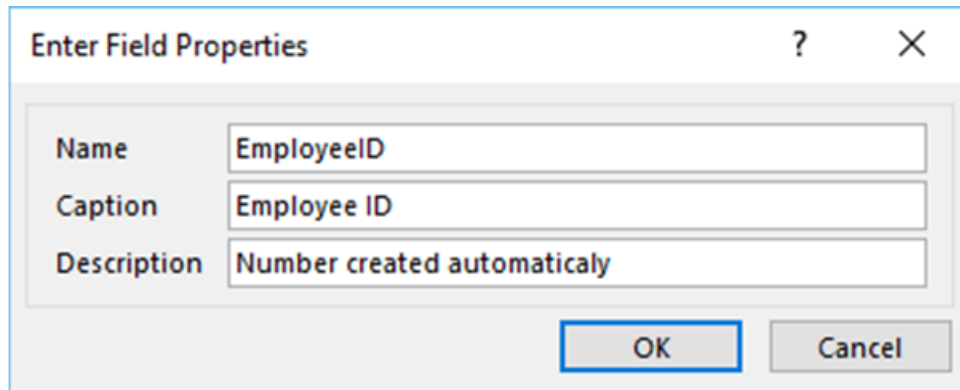 Enter Field Properties ?
Name EmployeeID
Caption Employee ID
Description Number created automaticaly
OK Cancel